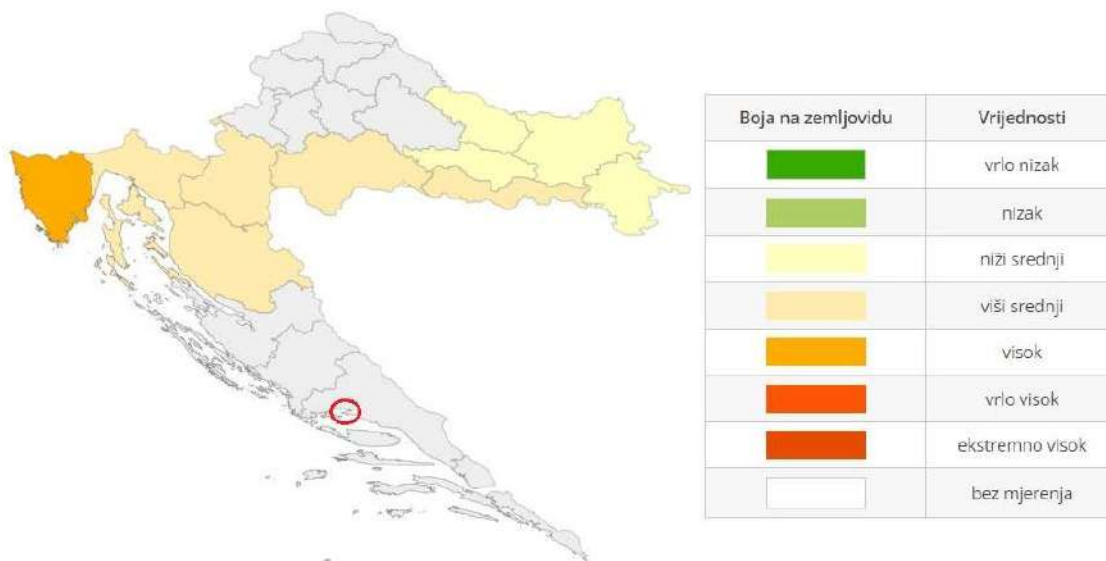 Boja na zemljovidu Vrijednosti
vrlo nizak
nizak
niži srednji
viši srednji
visok
vrlo visok
ekstremno visok
bez mjerenja